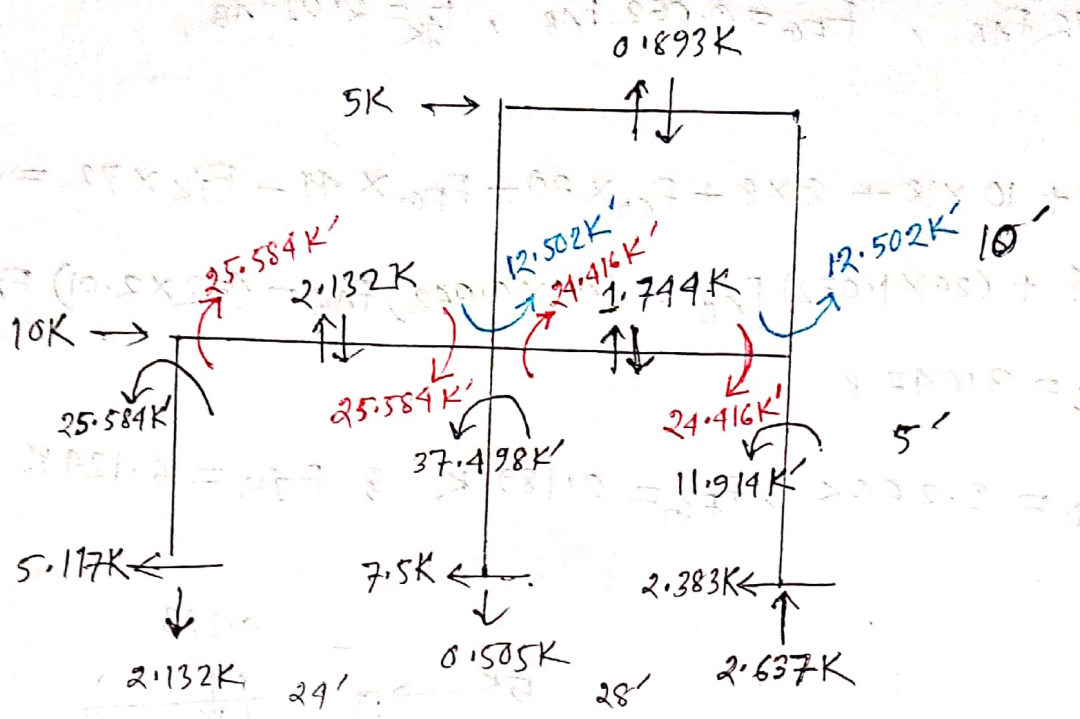 0.893K
5K
25.584K'
2.132K
12.502K'
24.416K'
1.744K
12.502K'
10'
10K
25.584K'
25.584K'
37.498K'
24.416K'
11.914K'
5'
5.117K
7.5K
2.383K
2.132K
0.505K
2.637K
24'
28'